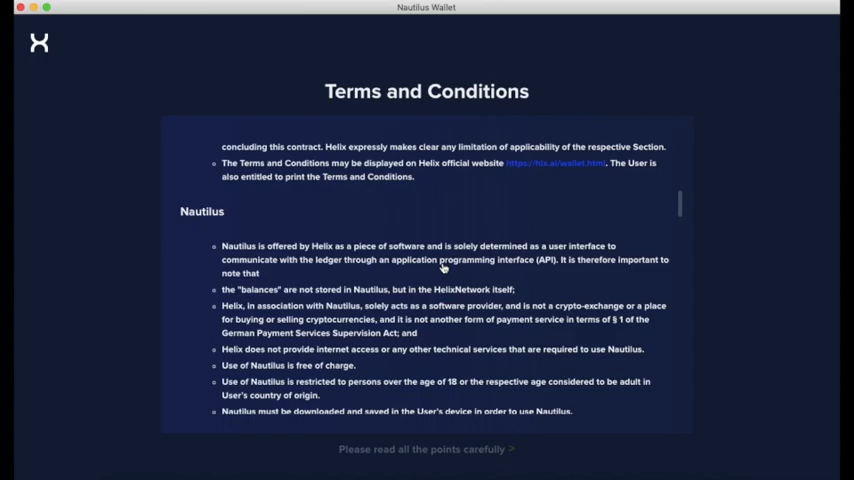 Nautilus Wallet
Terms and Conditions
concluding this contract. Helix expressly makes clear any limitation of applicability of the respective Section.
The Terms and Conditions may be displayed on Helix official website https://hlx.ai/wallet.html. The User is
also entitled to print the Terms and Conditions.
Nautilus
Nautilus is offered by Helix as a piece of software and is solely determined as a user interface to
communicate with the ledger through an application programming interface (API). It is therefore important to
note that
the "balances" are not stored in Nautilus, but in the HelixNetwork itself;
Helix, in association with Nautilus, solely acts as a software provider, and is not a crypto-exchange or a place
for buying or selling cryptocurrencies, and it is not another form of payment service in terms of § 1 of the
German Payment Services Supervision Act; and
Helix does not provide internet access or any other technical services that are required to use Nautilus.
Use of Nautilus is free of charge.
Use of Nautilus is restricted to persons over the age of 18 or the respective age considered to be adult in
User's country of origin.
Nautilus must be downloaded and saved in the User's device in order to use Nautilus.
Please read all the points carefully >